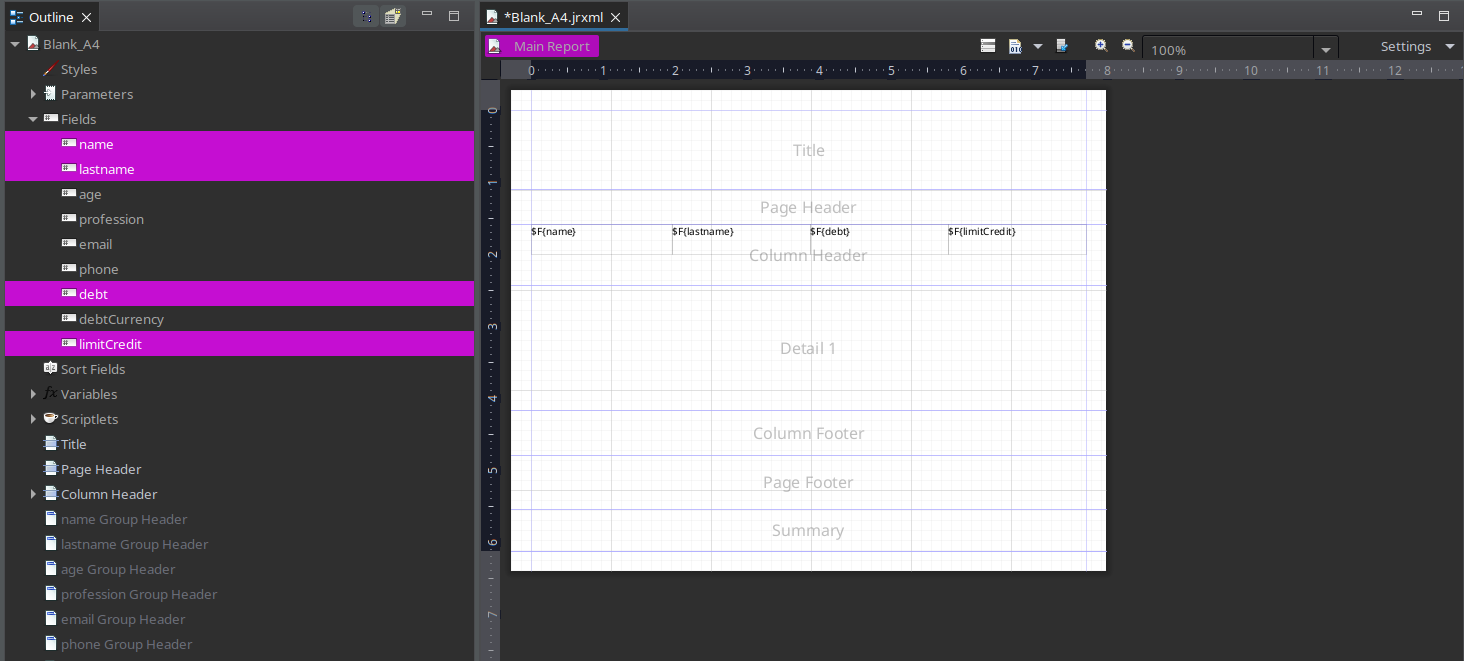 Outline
Blank_A4
Styles
Parameters
Fields
name
lastname
age
profession
email
phone
debt
debtCurrency
limitCredit
Sort Fields
Variables
Scriptlets
Title
Page Header
Column Header
name Group Header
lastname Group Header
age Group Header
profession Group Header
email Group Header
phone Group Header
*Blank_A4.jrxml
Main Report
100%
Settings
0 1 2 3 4 5 6 7 8 9 10 11 12
0
1
2
3
4
5
6
7
Title
Page Header
$F{name} $F{lastname} $F{debt} $F{limitCredit}
Column Header
Detail 1
Column Footer
Page Footer
Summary